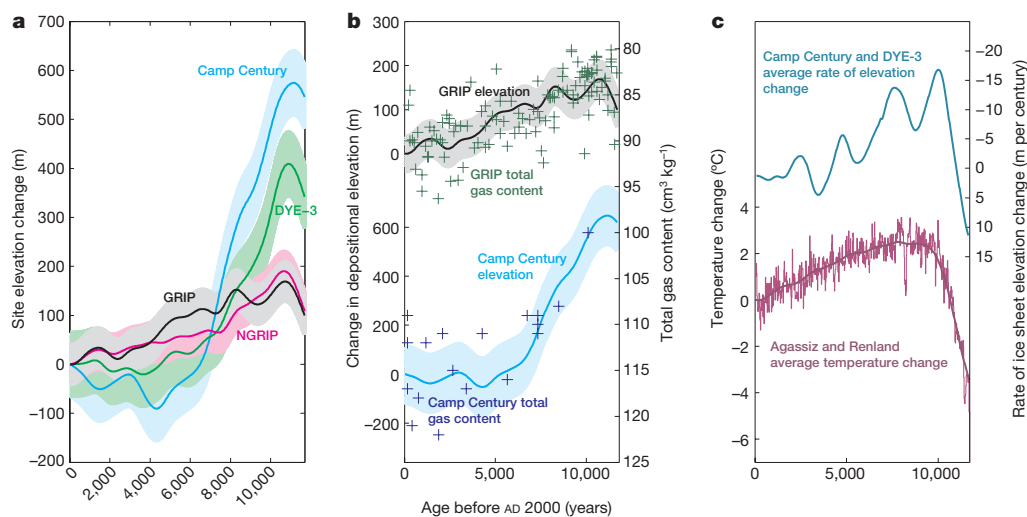 a
700
600
500
400
300
200
100
0
−100
−200
Site elevation change (m)
Camp Century
DYE–3
GRIP
NGRIP
0
2,000
4,000
6,000
8,000
10,000
b
300
200
100
0
600
400
200
0
−200
Change in depositional elevation (m)
GRIP elevation
GRIP total
gas content
Camp Century
elevation
Camp Century total
gas content
80
85
90
95
100
105
110
115
120
125
Total gas content (cm³ kg⁻¹)
0
5,000
10,000
Age before AD 2000 (years)
c
Camp Century and DYE-3
average rate of elevation
change
Agassiz and Renland
average temperature change
4
2
0
−2
−4
−6
Temperature change (°C)
−20
−15
−10
−5
0
5
10
15
Rate of ice sheet elevation change (m per century)
0
5,000
10,000